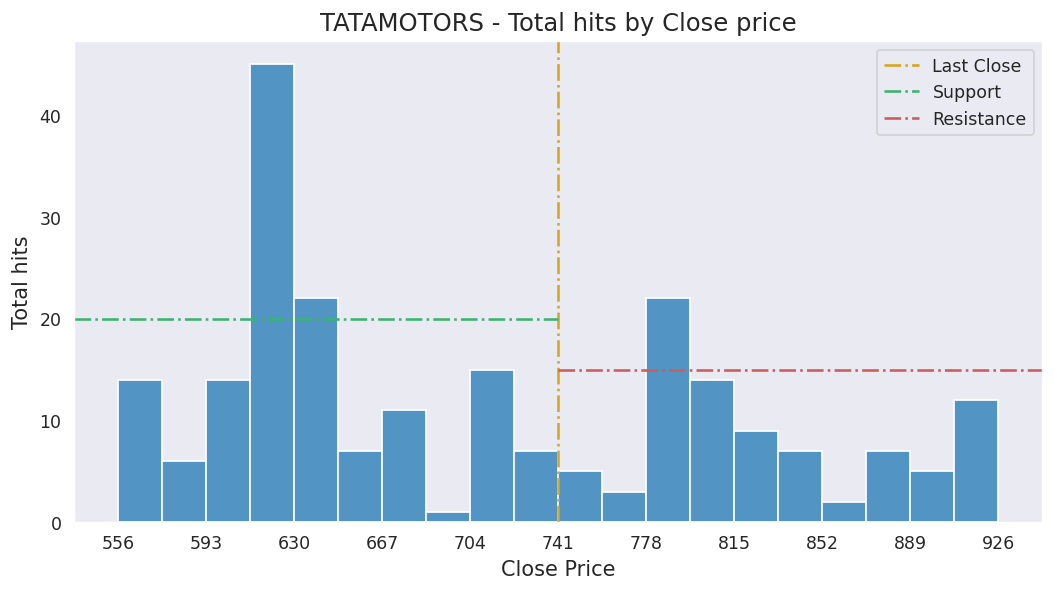 TATAMOTORS - Total hits by Close price
Last Close
Support
Resistance
Total hits
40
30
20
10
0
556 593 630 667 704 741 778 815 852 889 926
Close Price